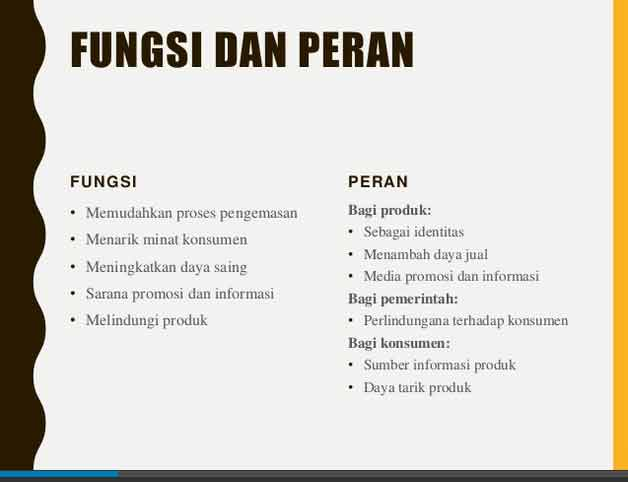 FUNGSI DAN PERAN
FUNGSI
• Memudahkan proses pengemasan
• Menarik minat konsumen
• Meningkatkan daya saing
• Sarana promosi dan informasi
• Melindungi produk
PERAN
Bagi produk:
• Sebagai identitas
• Menambah daya jual
• Media promosi dan informasi
Bagi pemerintah:
• Perlindungana terhadap konsumen
Bagi konsumen:
• Sumber informasi produk
• Daya tarik produk